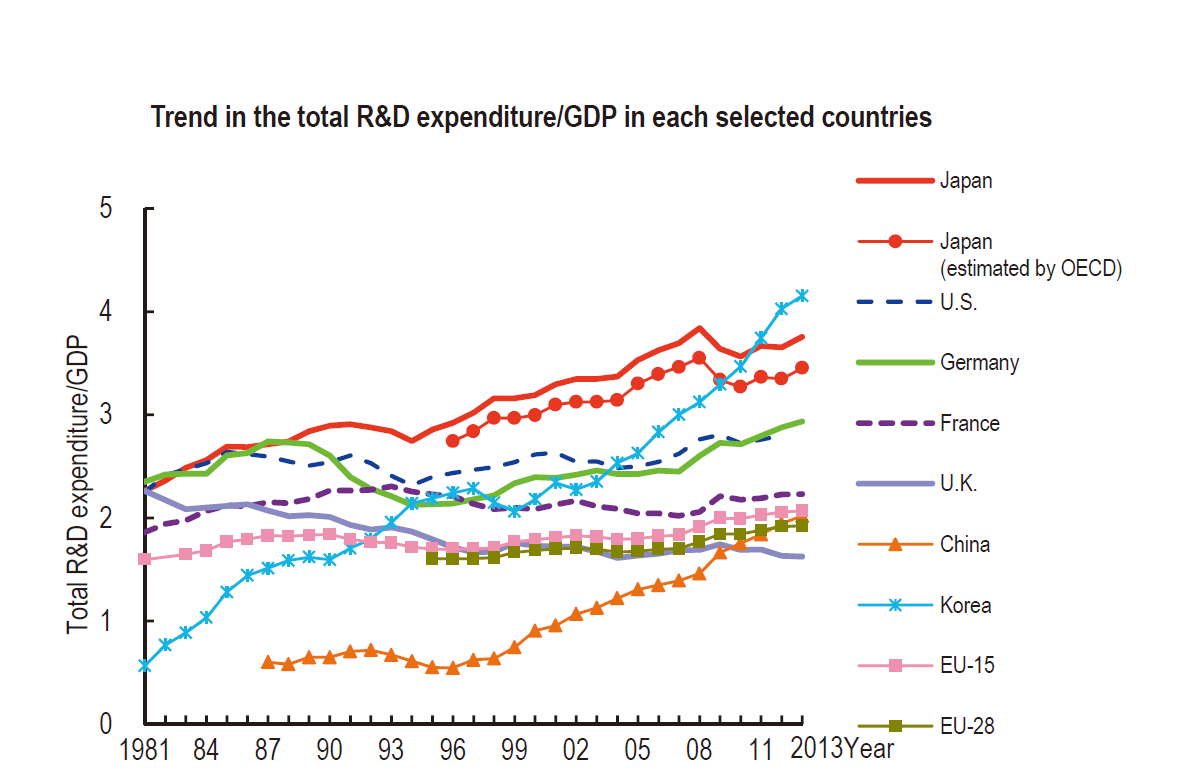 Trend in the total R&D expenditure/GDP in each selected countries
Total R&D expenditure/GDP
5
4
3
2
1
0
1981 84 87 90 93 96 99 02 05 08 11 2013Year
Japan
Japan
(estimated by OECD)
U.S.
Germany
France
U.K.
China
Korea
EU-15
EU-28